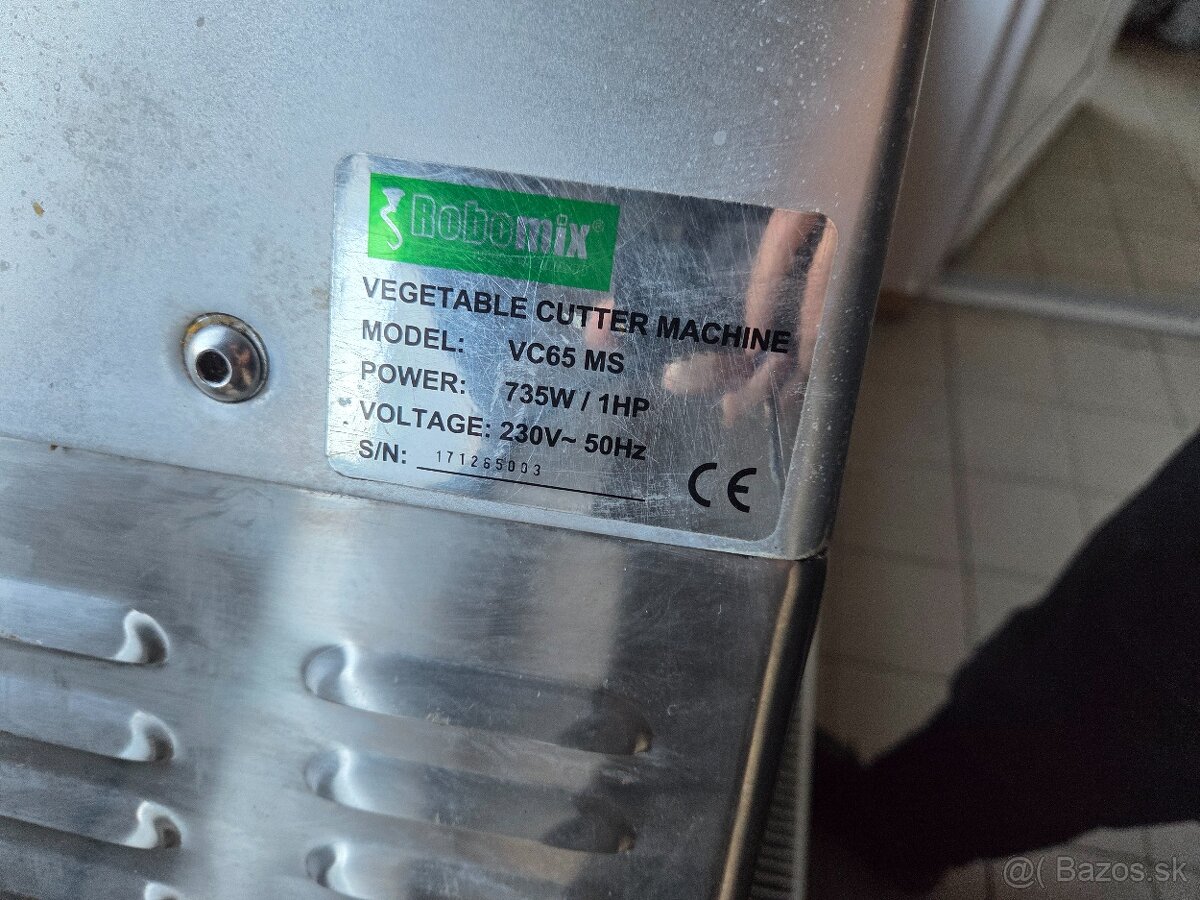 Robomix®
VEGETABLE CUTTER MACHINE
MODEL: VC65 MS
POWER: 735W / 1HP
VOLTAGE: 230V~ 50Hz
S/N: 171265003
CE
@( Bazos.sk